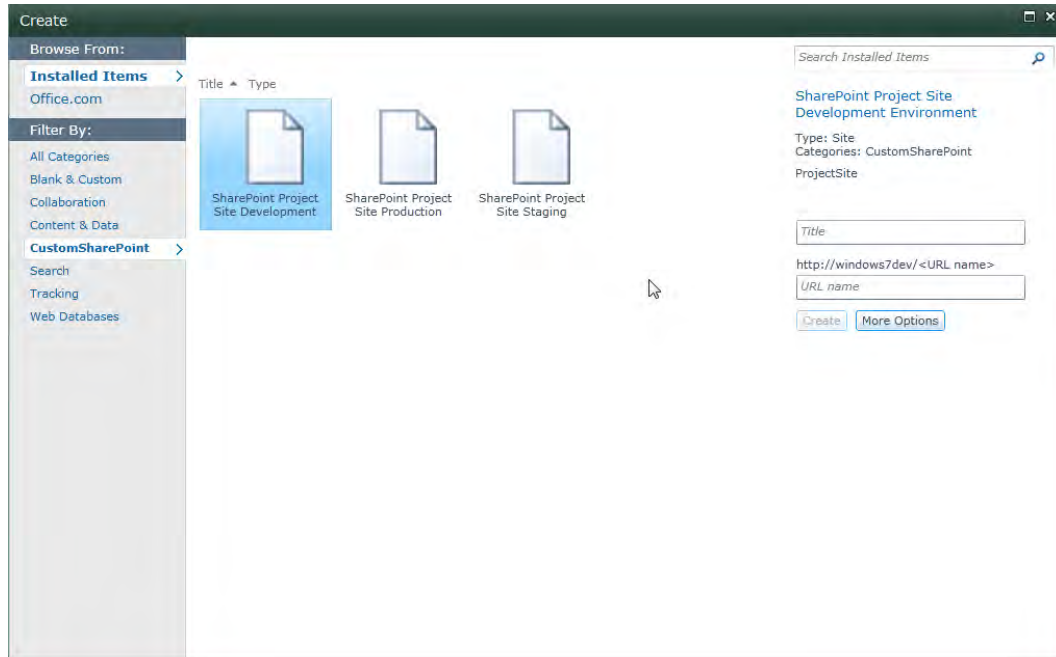 Create
Browse From:
Installed Items
Office.com
Filter By:
All Categories
Blank & Custom
Collaboration
Content & Data
CustomSharePoint
Search
Tracking
Web Databases
Title Type
SharePoint Project
Site Development
SharePoint Project
Site Production
SharePoint Project
Site Staging
Search Installed Items
SharePoint Project Site
Development Environment
Type: Site
Categories: CustomSharePoint
ProjectSite
Title
http://windows7dev/<URL name>
URL name
Create More Options